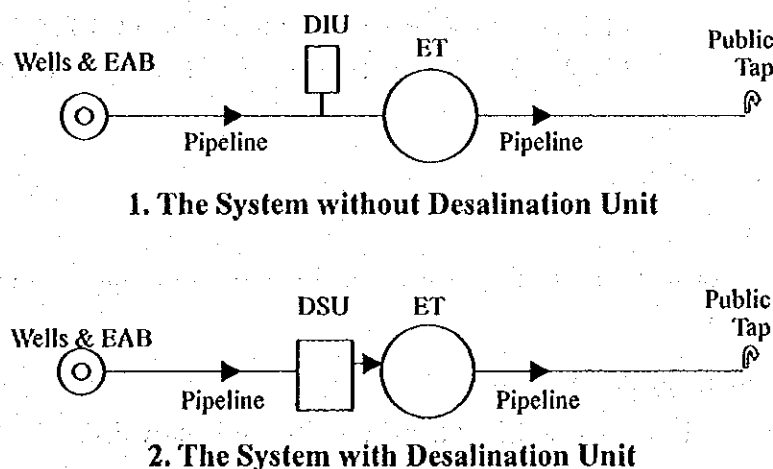 DIU
ET
Public
Tap
Wells & EAB
Pipeline
Pipeline
1. The System without Desalination Unit
DSU
ET
Public
Tap
Wells & EAB
Pipeline
Pipeline
2. The System with Desalination Unit